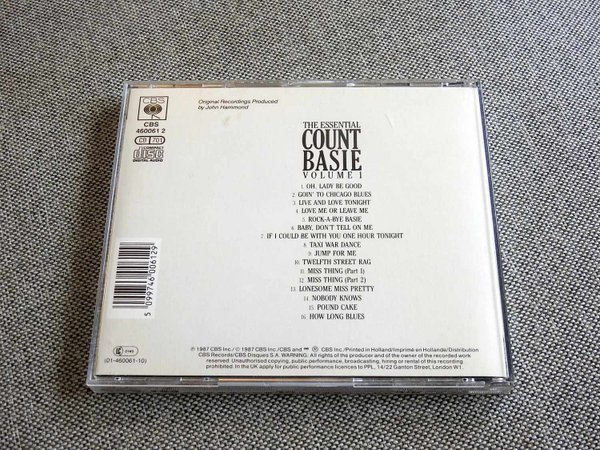 CBS
CBS
460061 2
CB 701
COMPACT
disc
DIGITAL AUDIO
Original Recordings Produced
by John Hammond
THE ESSENTIAL
COUNT
BASIE
VOLUME 1
1. OH, LADY BE GOOD
2. GOIN' TO CHICAGO BLUES
3. LIVE AND LOVE TONIGHT
4. LOVE ME OR LEAVE ME
5. ROCK-A-BYE BASIE
6. BABY, DON'T TELL ON ME
7. IF I COULD BE WITH YOU ONE HOUR TONIGHT
8. TAXI WAR DANCE
9. JUMP FOR ME
10. TWELFTH STREET RAG
11. MISS THING (Part 1)
12. MISS THING (Part 2)
13. LONESOME MISS PRETTY
14. NOBODY KNOWS
15. POUND CAKE
16. HOW LONG BLUES
5 099746 006129
(01-460061-10)
℗ 1987 CBS Inc./ © 1987 CBS Inc./CBS and ® CBS Inc./Printed in Holland/Imprimé en Hollande/Distribution
CBS Records/CBS Disques S.A. WARNING: All rights of the producer and of the owner of the recorded work
reserved. Unauthorised copying, public performance, broadcasting, hiring or rental of this recording
prohibited. In the UK apply for public performance licences to PPL, 14/22 Ganton Street, London W1